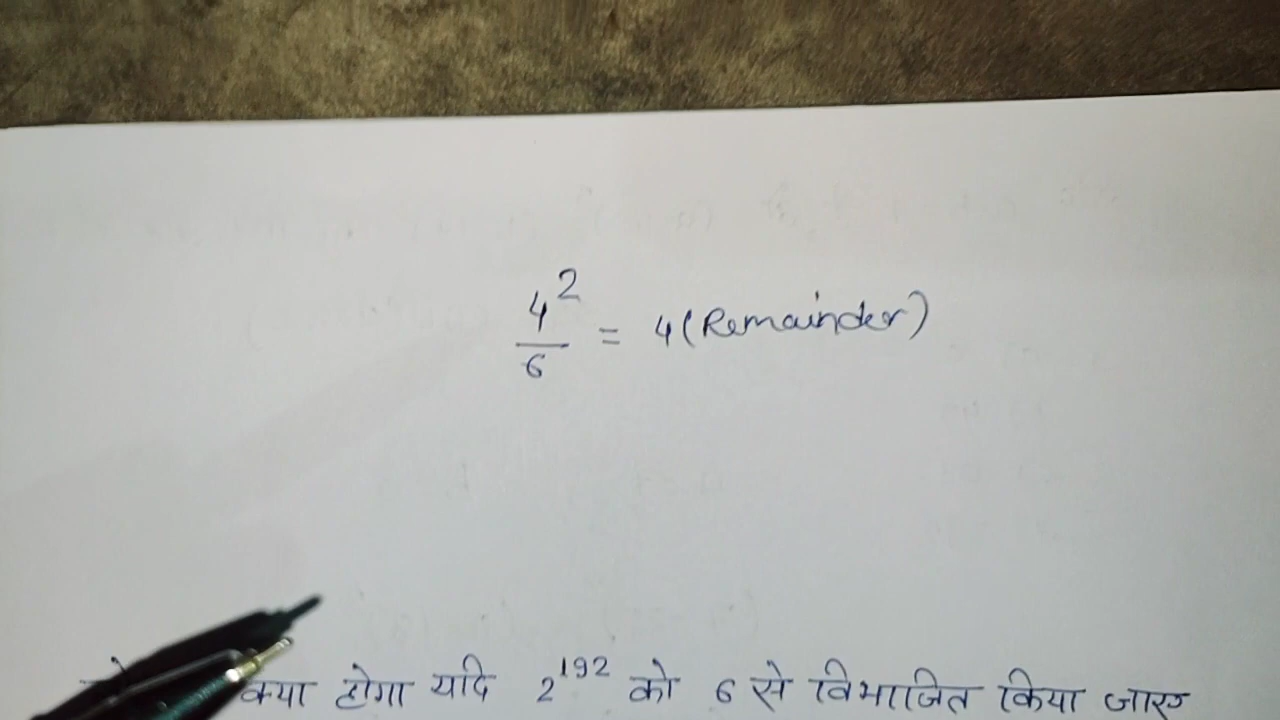 4²
6 = 4 (Remainder)
क्या होगा यदि 2¹⁹² को 6 से विभाजित किया जाए